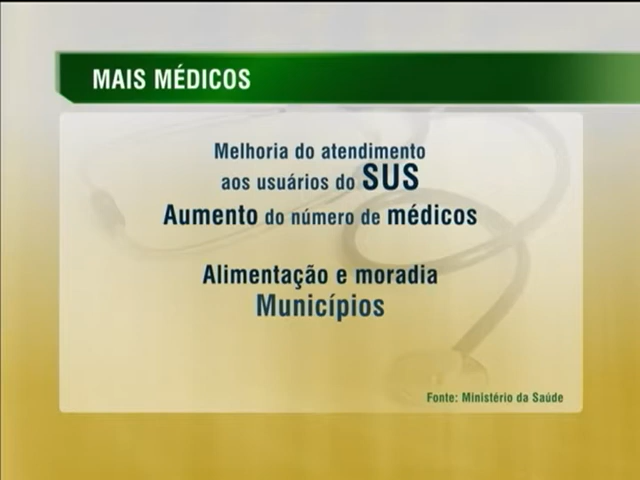 MAIS MÉDICOS
Melhoria do atendimento
aos usuários do SUS
Aumento do número de médicos
Alimentação e moradia
Municípios
Fonte: Ministério da Saúde